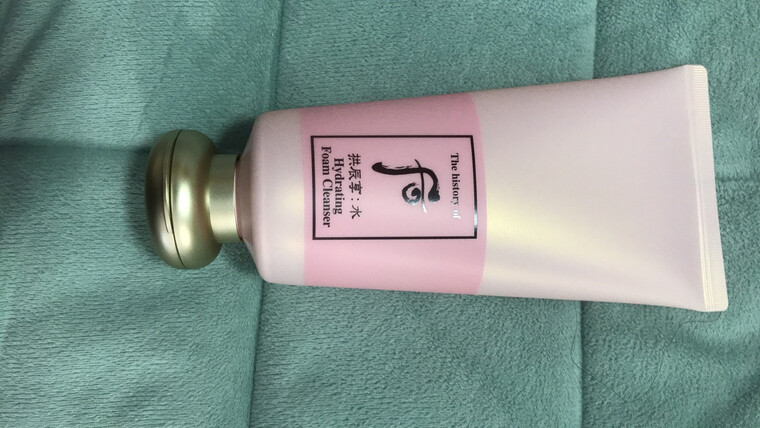 The history of
后
拱辰享 : 水
Hydrating
Foam Cleanser